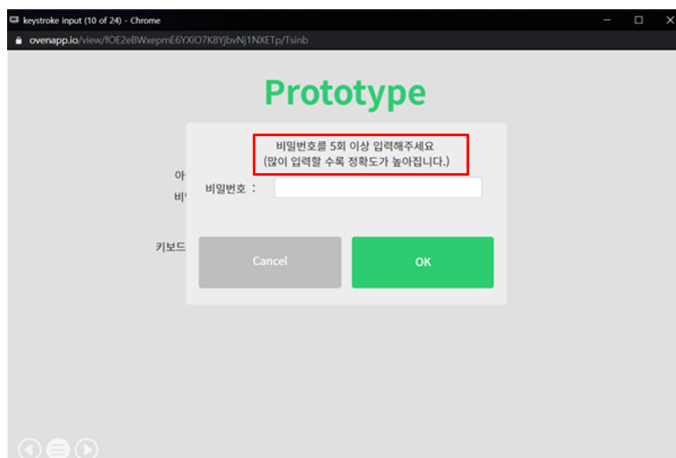 keystroke input (10 of 24) - Chrome
ovenapp.io/view/fOE2eBWxepmE6YXiO7K8YjbvNj1NXETp/Tsinb
Prototype
비밀번호를 5회 이상 입력해주세요
(많이 입력할 수록 정확도가 높아집니다.)
아
비밀번호 :
키보드
Cancel
OK